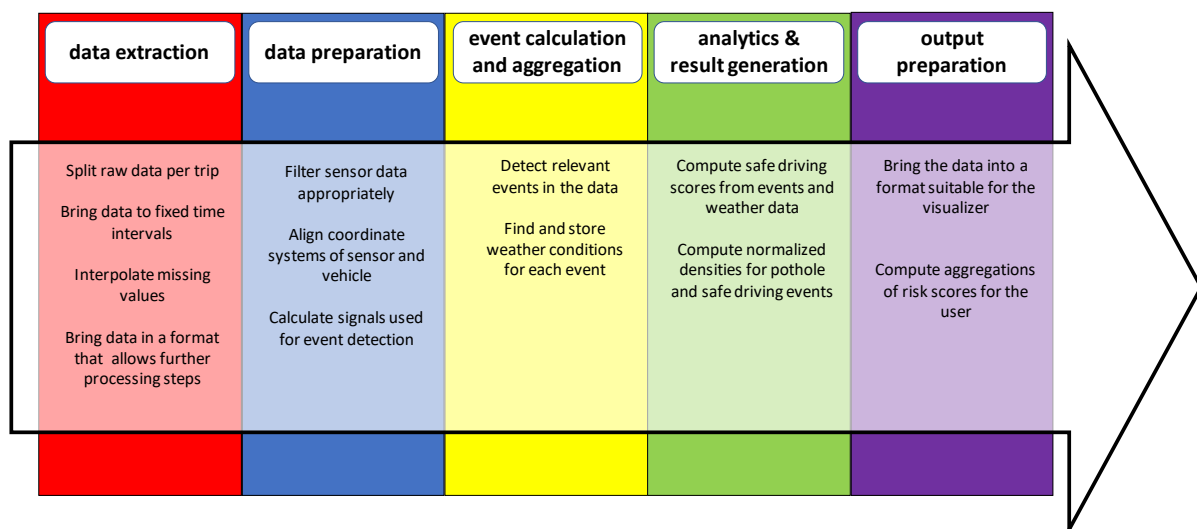 data extraction
Split raw data per trip
Bring data to fixed time
intervals
Interpolate missing
values
Bring data in a format
that allows further
processing steps
data preparation
Filter sensor data
appropriately
Align coordinate
systems of sensor and
vehicle
Calculate signals used
for event detection
event calculation
and aggregation
Detect relevant
events in the data
Find and store
weather conditions
for each event
analytics &
result generation
Compute safe driving
scores from events and
weather data
Compute normalized
densities for pothole
and safe driving events
output
preparation
Bring the data into a
format suitable for the
visualizer
Compute aggregations
of risk scores for the
user